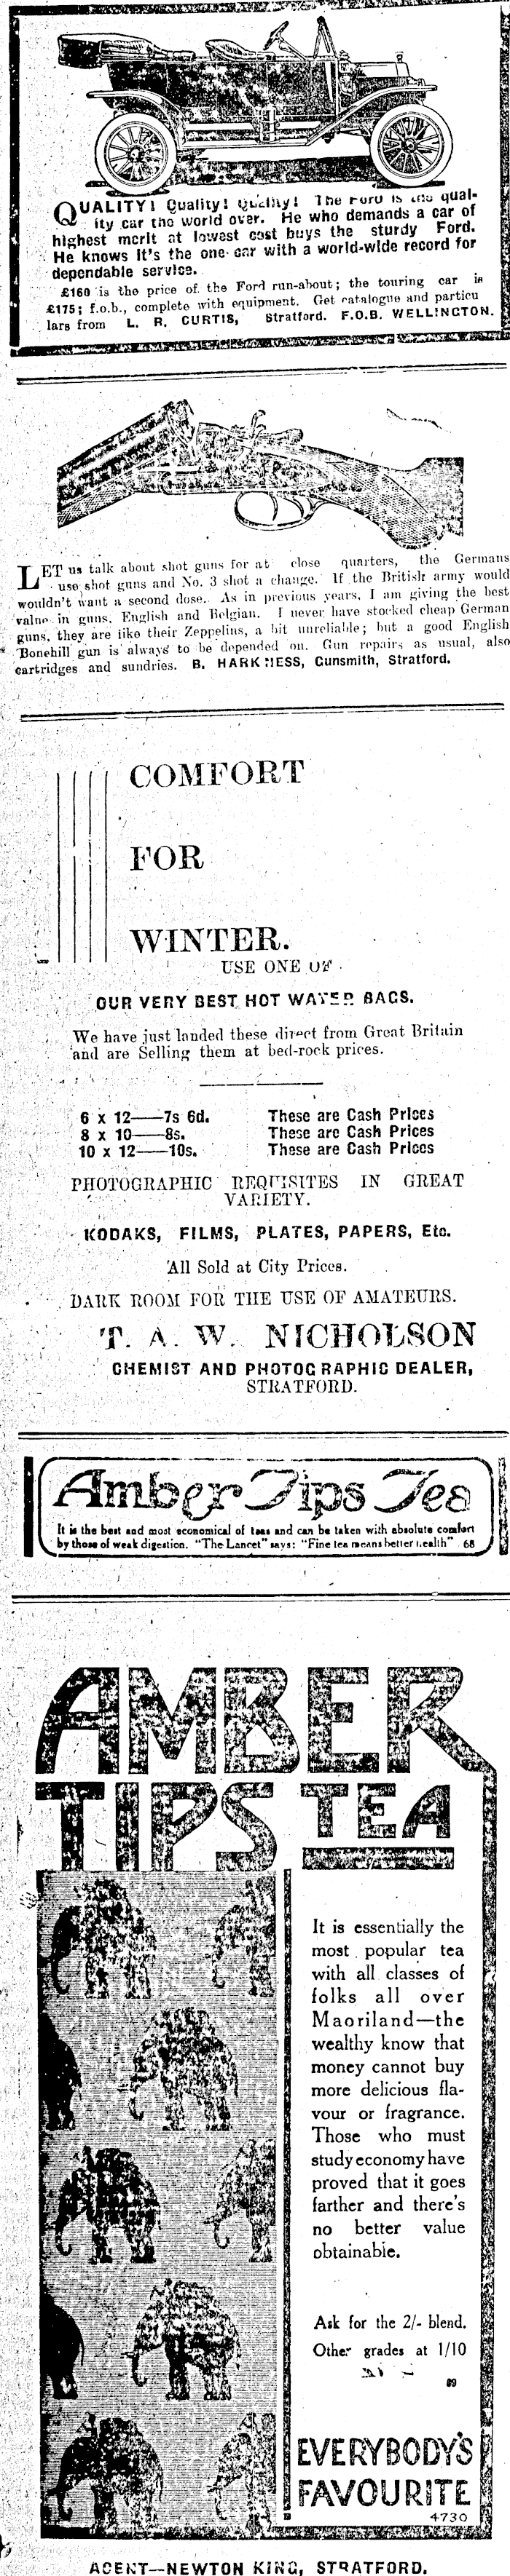 QUALITY! Quality! Quality! The Ford is the qual-
ity car the world over. He who demands a car of
highest merit at lowest cost buys the sturdy Ford.
He knows it's the one car with a world-wide record for
dependable service.
£160 is the price of the Ford run-about; the touring car is
£175; f.o.b., complete with equipment. Get catalogue and particu
lars from L. R. CURTIS, Stratford. F.O.B. WELLINGTON.
LET us talk about shot guns for at close quarters, the Germans
use shot guns and No. 3 shot a change. If the British army would
wouldn't want a second dose. As in previous years, I am giving the best
value in guns, English and Belgian. I never have stocked cheap German
guns, they are like their Zeppelins, a bit unreliable; but a good English
Bonehill gun is always to be depended on. Gun repairs as usual, also
cartridges and sundries. B. HARKNESS, Gunsmith, Stratford.
COMFORT
FOR
WINTER.
USE ONE OF
OUR VERY BEST HOT WATER BAGS.
We have just landed these direct from Great Britain
and are Selling them at bed-rock prices.
6 x 12——7s 6d. These are Cash Prices
8 x 10——8s. These are Cash Prices
10 x 12——10s. These are Cash Prices
PHOTOGRAPHIC REQUISITES IN GREAT
VARIETY.
KODAKS, FILMS, PLATES, PAPERS, Etc.
All Sold at City Prices.
DARK ROOM FOR THE USE OF AMATEURS.
T. A. W. NICHOLSON
CHEMIST AND PHOTOGRAPHIC DEALER,
STRATFORD.
Amber Tips Tea
It is the best and most economical of teas and can be taken with absolute comfort
by those of weak digestion. "The Lancet" says: "Fine tea means better health" 68
AMBER
TIPS TEA
It is essentially the
most popular tea
with all classes of
folks all over
Maoriland—the
wealthy know that
money cannot buy
more delicious fla-
vour or fragrance.
Those who must
study economy have
proved that it goes
farther and there's
no better value
obtainable.
Ask for the 2/- blend.
Other grades at 1/10
89
EVERYBODY'S
FAVOURITE
4730
AGENT—NEWTON KING, STRATFORD.